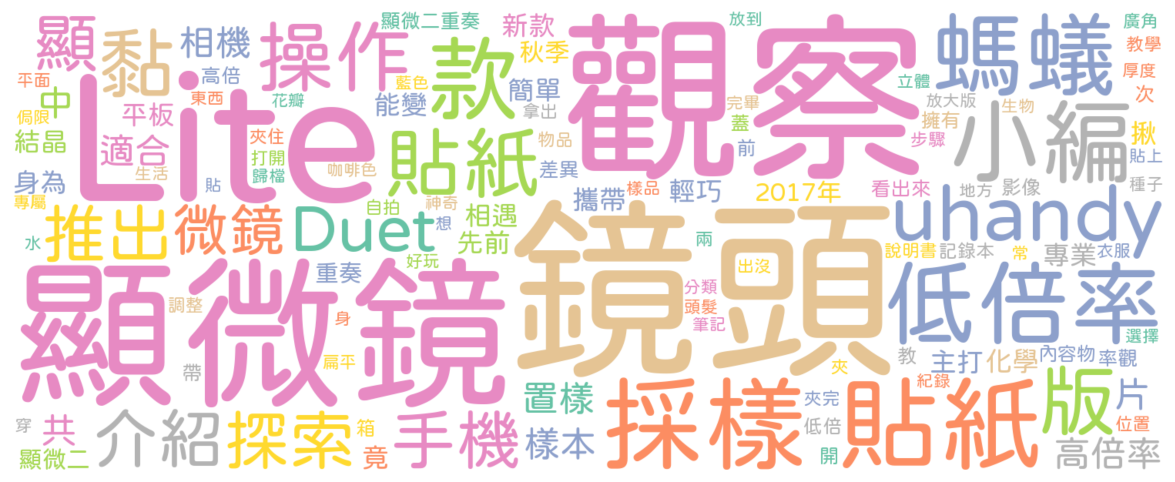 顯微二重奏
新款
放到
廣角
顯
黏
相機
操作
款
秋季
觀察
螞蟻
教學
平面
高倍
藍色
簡單
立體
厚度
中
東西
花瓣
能變
拿出
完畢
放大版
生物
次
侷限
平板
Lite
夾住
貼紙
物品
蓋
擁有
小編
揪
結晶
適合
打開
步驟
前
貼上
生活
歸檔
咖啡色
差異
身為
貼
樣品
輕巧
2017年
看出來
地方
影像
種子
專屬
自拍
神奇
攜帶
uhandy
推出
微鏡
Duet
想
相遇
鏡頭
水
先前
兩
說明書
記錄本
常
專業
衣服
好玩
出沒
顯微鏡
重奏
分類
低倍率
調整
頭髮
身
筆記
選擇
扁平
教
主打
化學
內容物
率觀
帶
夾
紀錄
置樣
採樣
貼紙
夾完
版
片
穿
共
介紹
探索
箱
手機
樣本
低倍
位置
顯微二
竟
開
高倍率